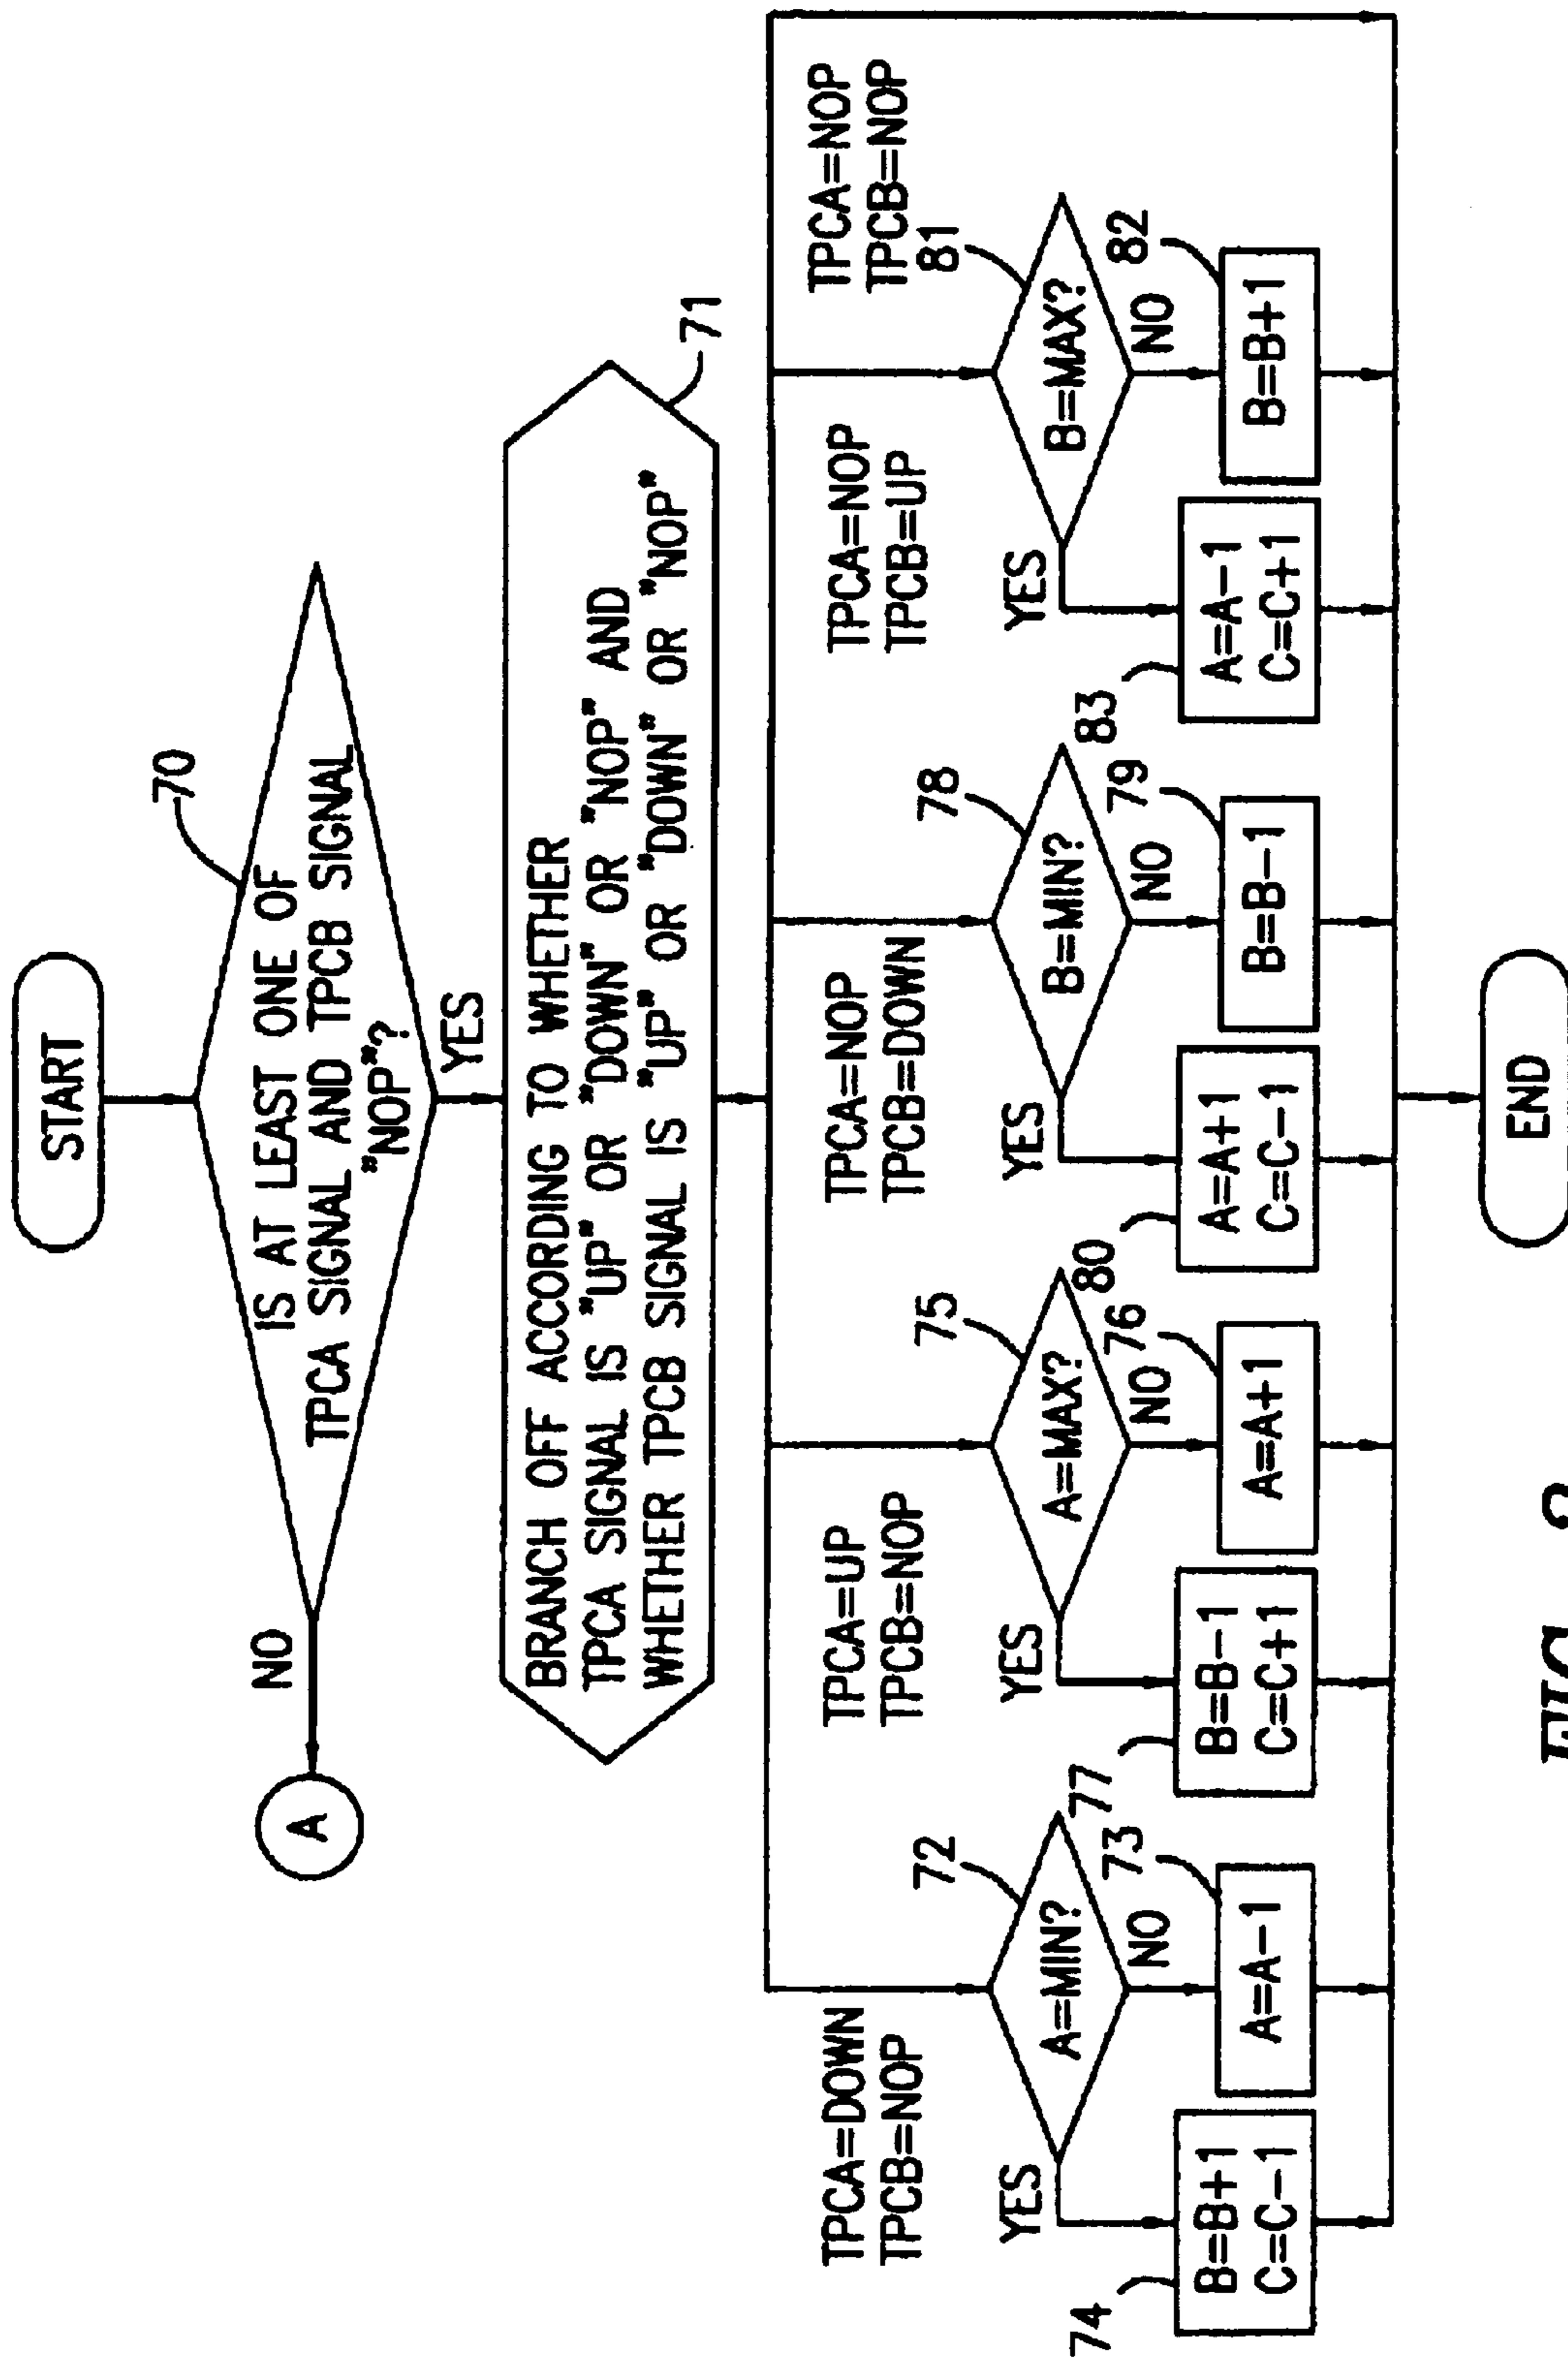 START
70
IS AT LEAST ONE OF
TPCA SIGNAL AND TPCB SIGNAL
"NOP"?
NO
A
YES
71
BRANCH OFF ACCORDING TO WHETHER
TPCA SIGNAL IS "UP" OR "DOWN" OR "NOP" AND
WHETHER TPCB SIGNAL IS "UP" OR "DOWN" OR "NOP"
TPCA=DOWN
TPCB=NOP
72
A=MIN?
YES
NO
73
A=A-1
74
B=B+1
C=C-1
TPCA=UP
TPCB=NOP
75
A=MAX?
YES
NO
76
A=A+1
77
B=B-1
C=C+1
TPCA=NOP
TPCB=DOWN
78
B=MIN?
YES
NO
79
B=B-1
80
A=A+1
C=C-1
TPCA=NOP
TPCB=UP
81
B=MAX?
YES
NO
82
B=B+1
83
A=A-1
C=C+1
TPCA=NOP
TPCB=NOP
END